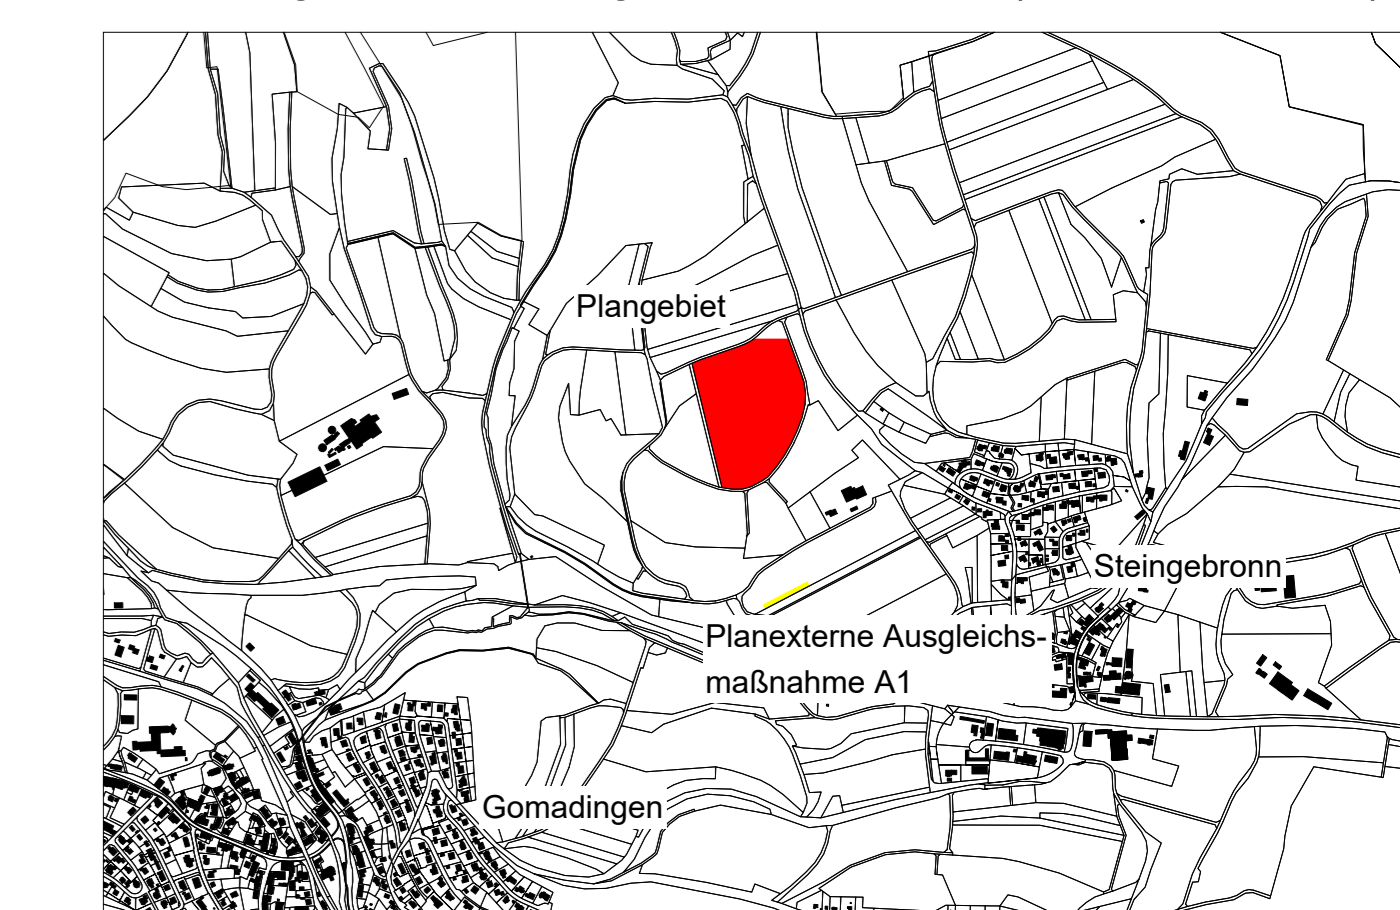 Plangebiet
Steingebronn
Planexterne Ausgleichs-
maßnahme A1
Gomadingen